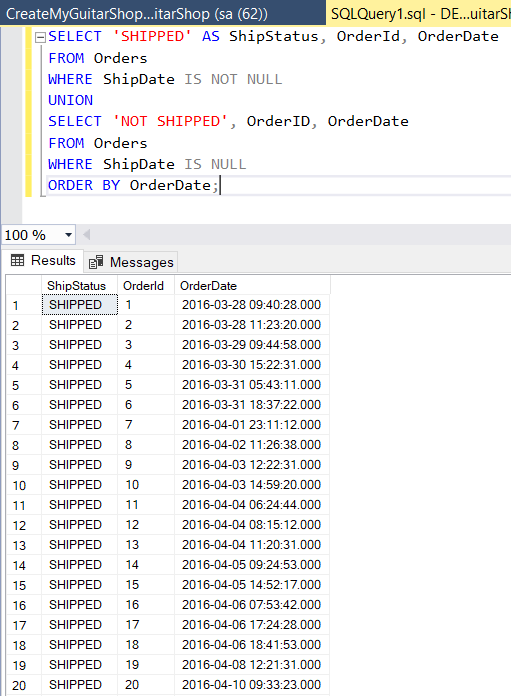 CreateMyGuitarShop...itarShop (sa (62))
SQLQuery1.sql - DE...uitarSh
SELECT 'SHIPPED' AS ShipStatus, OrderId, OrderDate
FROM Orders
WHERE ShipDate IS NOT NULL
UNION
SELECT 'NOT SHIPPED', OrderID, OrderDate
FROM Orders
WHERE ShipDate IS NULL
ORDER BY OrderDate;
100 %
Results Messages
ShipStatus OrderId OrderDate
1 SHIPPED 1 2016-03-28 09:40:28.000
2 SHIPPED 2 2016-03-28 11:23:20.000
3 SHIPPED 3 2016-03-29 09:44:58.000
4 SHIPPED 4 2016-03-30 15:22:31.000
5 SHIPPED 5 2016-03-31 05:43:11.000
6 SHIPPED 6 2016-03-31 18:37:22.000
7 SHIPPED 7 2016-04-01 23:11:12.000
8 SHIPPED 8 2016-04-02 11:26:38.000
9 SHIPPED 9 2016-04-03 12:22:31.000
10 SHIPPED 10 2016-04-03 14:59:20.000
11 SHIPPED 11 2016-04-04 06:24:44.000
12 SHIPPED 12 2016-04-04 08:15:12.000
13 SHIPPED 13 2016-04-04 11:20:31.000
14 SHIPPED 14 2016-04-05 09:24:53.000
15 SHIPPED 15 2016-04-05 14:52:17.000
16 SHIPPED 16 2016-04-06 07:53:42.000
17 SHIPPED 17 2016-04-06 17:24:28.000
18 SHIPPED 18 2016-04-06 18:41:53.000
19 SHIPPED 19 2016-04-08 12:21:31.000
20 SHIPPED 20 2016-04-10 09:33:23.000